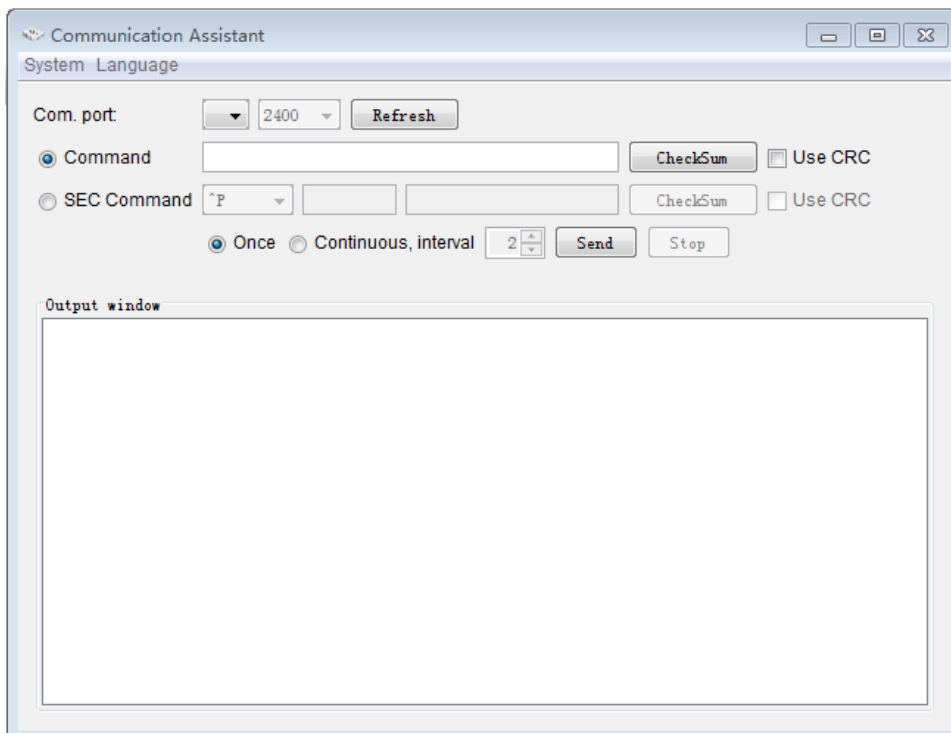 Communication Assistant
System Language
Com. port: 2400 Refresh
Command CheckSum Use CRC
SEC Command ^P CheckSum Use CRC
Once Continuous, interval 2 Send Stop
Output window